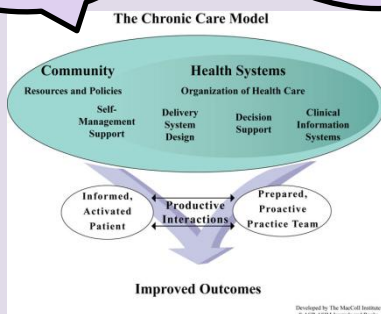 The Chronic Care Model
Community
Resources and Policies
Health Systems
Organization of Health Care
Self-
Management
Support
Delivery
System
Design
Decision
Support
Clinical
Information
Systems
Informed,
Activated
Patient
Productive
Interactions
Prepared,
Proactive
Practice Team
Improved Outcomes
Developed by The MacColl Institute